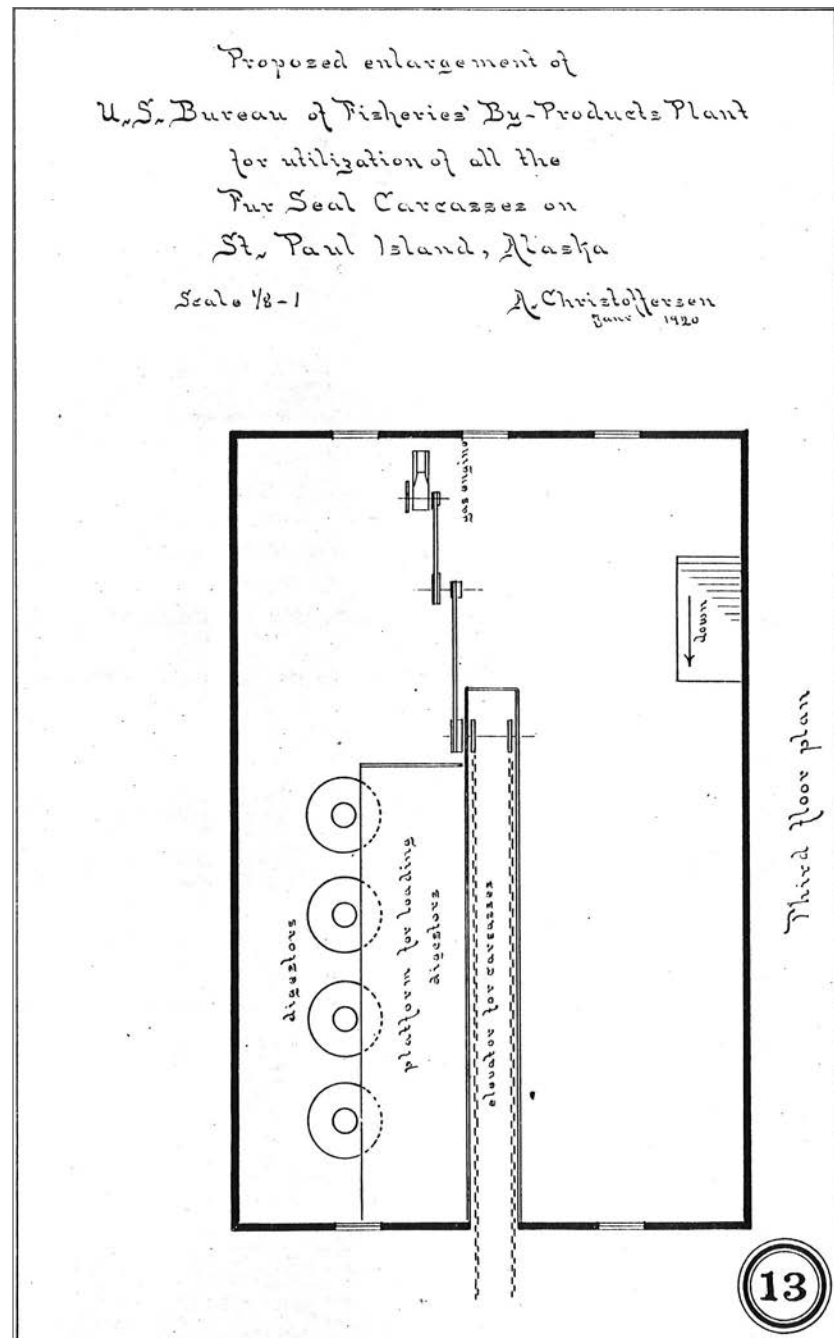 Proposed enlargement of
U.S. Bureau of Fisheries' By-Products Plant
for utilization of all the
Fur Seal Carcasses on
St. Paul Island, Alaska
Scale 1/8-1
A. Christoffersen
Janr 1920
gas engine
down
Third floor plan
digestors
platform for loading
digestors
elevator for carcasses
13